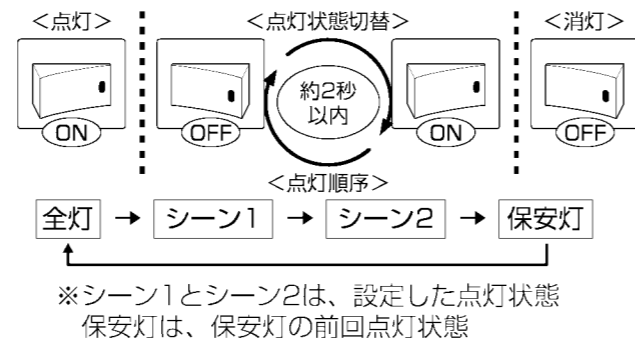 ＜点灯＞ ＜点灯状態切替＞ ＜消灯＞
約2秒
以内
ON OFF ON OFF
＜点灯順序＞
全灯 → シーン1 → シーン2 → 保安灯
※シーン1とシーン2は、設定した点灯状態
保安灯は、保安灯の前回点灯状態